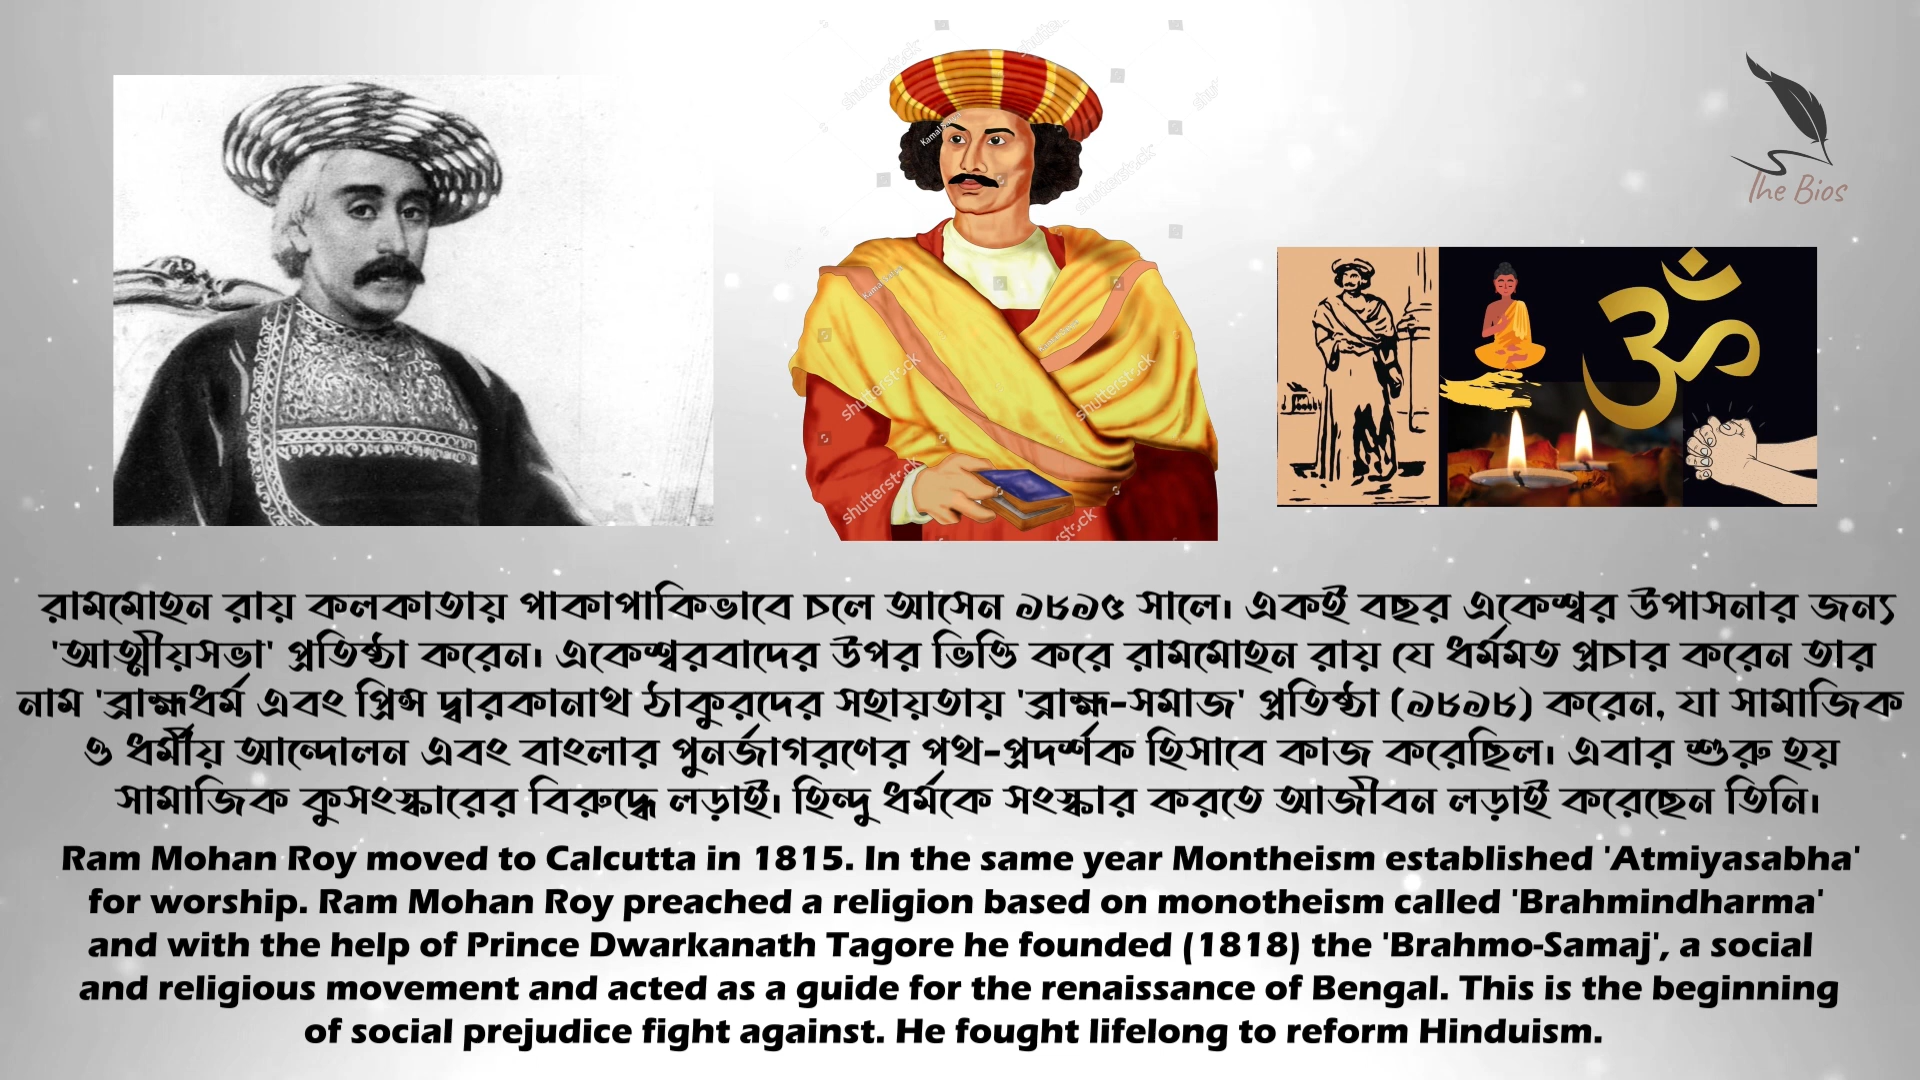 The Bios
রামমোহন রায় কলকাতায় পাকাপাকিভাবে চলে আসেন ১৮১৫ সালে। একই বছর একেশ্বর উপাসনার জন্য
'আত্মীয়সভা' প্রতিষ্ঠা করেন। একেশ্বরবাদের উপর ভিত্তি করে রামমোহন রায় যে ধর্মমত প্রচার করেন তার
নাম 'ব্রাহ্মধর্ম এবং প্রিন্স দ্বারকানাথ ঠাকুরদের সহায়তায় 'ব্রাহ্ম-সমাজ' প্রতিষ্ঠা (১৮১৮) করেন, যা সামাজিক
ও ধর্মীয় আন্দোলন এবং বাংলার পুনর্জাগরণের পথ-প্রদর্শক হিসাবে কাজ করেছিল। এবার শুরু হয়
সামাজিক কুসংস্কারের বিরুদ্ধে লড়াই। হিন্দু ধর্মকে সংস্কার করতে আজীবন লড়াই করেছেন তিনি।
Ram Mohan Roy moved to Calcutta in 1815. In the same year Montheism established 'Atmiyasabha'
for worship. Ram Mohan Roy preached a religion based on monotheism called 'Brahmindharma'
and with the help of Prince Dwarkanath Tagore he founded (1818) the 'Brahmo-Samaj', a social
and religious movement and acted as a guide for the renaissance of Bengal. This is the beginning
of social prejudice fight against. He fought lifelong to reform Hinduism.
shutterstock
shutterstock
shutterstock
ॐ